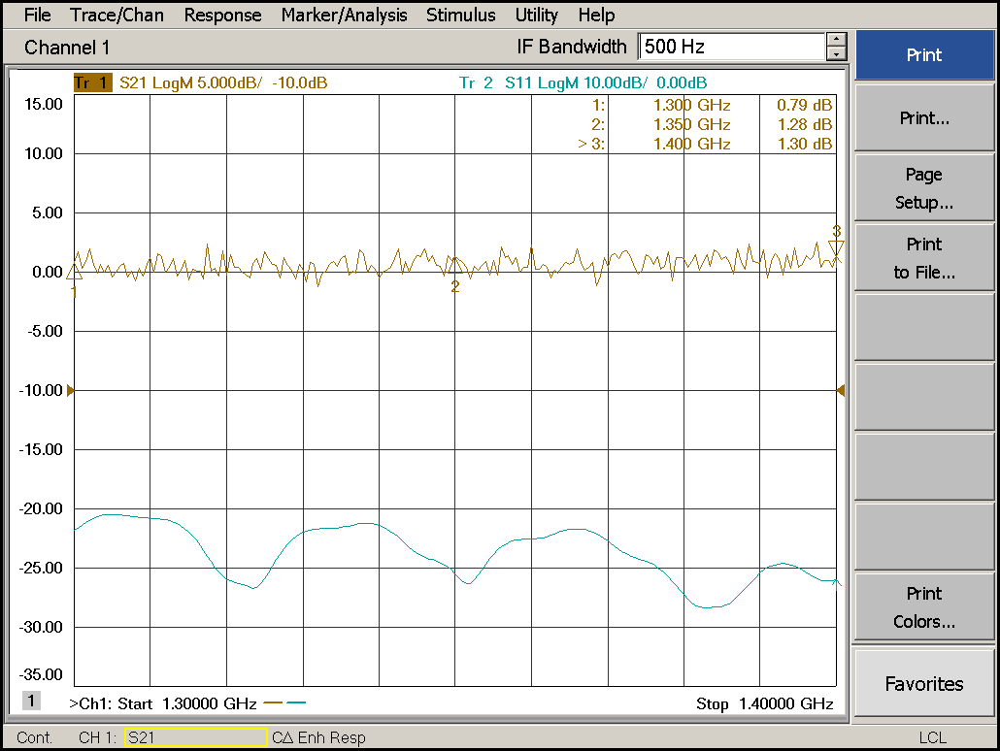 File Trace/Chan Response Marker/Analysis Stimulus Utility Help
Channel 1 IF Bandwidth 500 Hz
Tr 1 S21 LogM 5.000dB/ -10.0dB Tr 2 S11 LogM 10.00dB/ 0.00dB
1: 1.300 GHz 0.79 dB
2: 1.350 GHz 1.28 dB
> 3: 1.400 GHz 1.30 dB
15.00
10.00
5.00
0.00
-5.00
-10.00
-15.00
-20.00
-25.00
-30.00
-35.00
1
2
3
1 >Ch1: Start 1.30000 GHz Stop 1.40000 GHz
Print
Print...
Page
Setup...
Print
to File...
Print
Colors...
Favorites
Cont. CH 1: S21 CΔ Enh Resp LCL